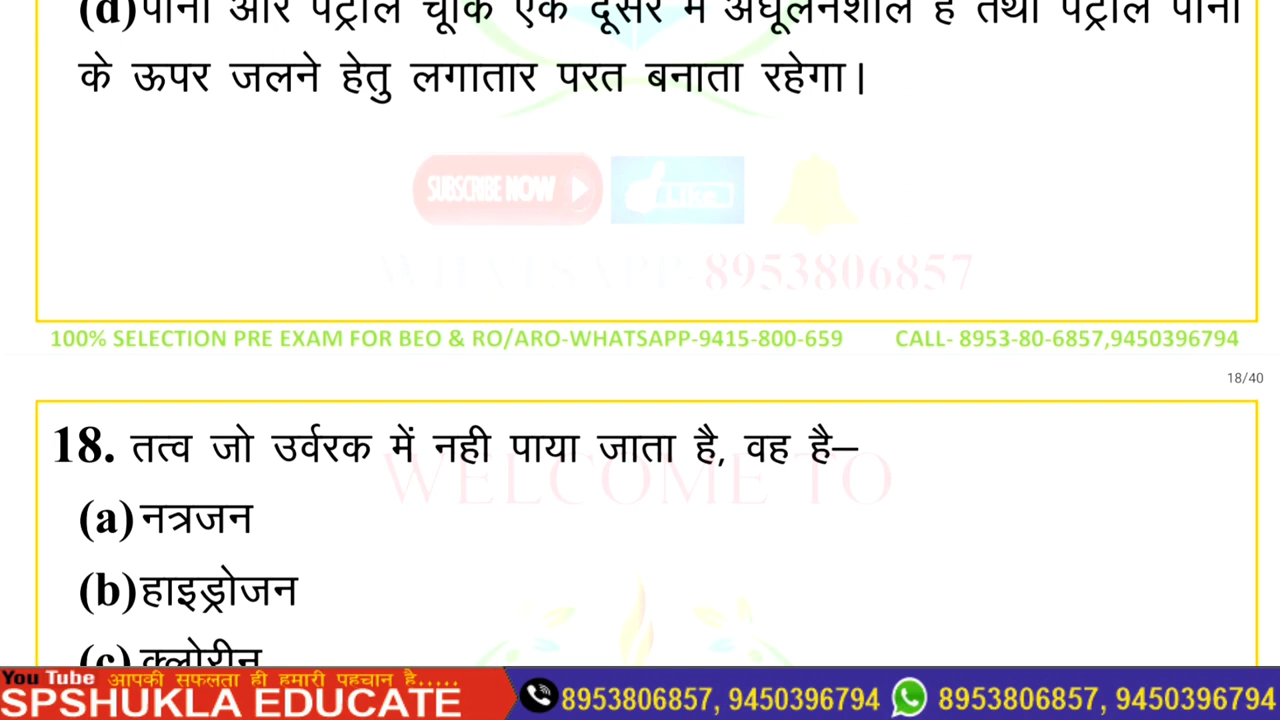 (d)पानी और पेट्रोल चूंकि एक दूसरे में अघूलनशील है तथा पेट्रोल पानी
के ऊपर जलने हेतु लगातार परत बनाता रहेगा।
SUBSCRIBE NOW
Like
WHATSAPP-8953806857
100% SELECTION PRE EXAM FOR BEO & RO/ARO-WHATSAPP-9415-800-659 CALL- 8953-80-6857,9450396794
18/40
18. तत्व जो उर्वरक में नही पाया जाता है, वह है–
WELCOME TO
(a)नत्रजन
(b)हाइड्रोजन
(c)क्लोरीन
You Tube आपकी सफलता ही हमारी पहचान है.....
SPSHUKLA EDUCATE
8953806857, 9450396794 8953806857, 9450396794